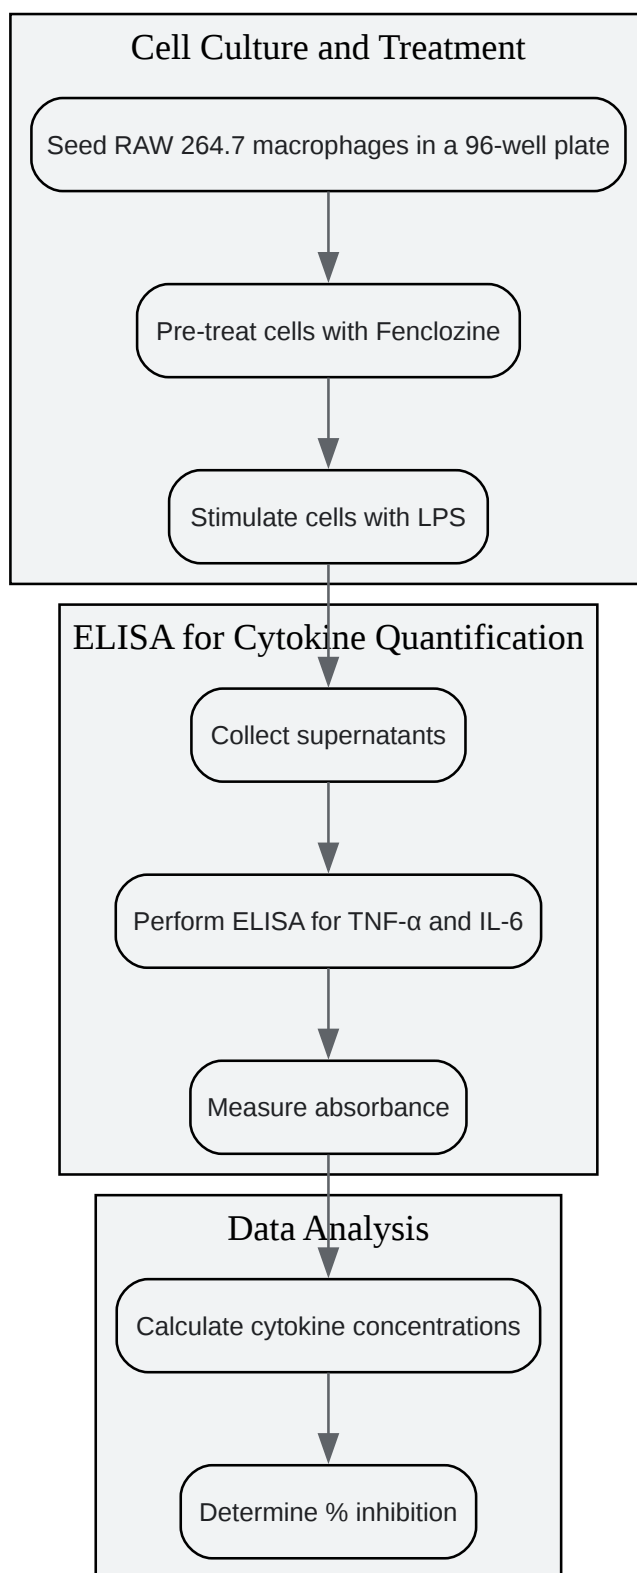 Cell Culture and Treatment
Seed RAW 264.7 macrophages in a 96-well plate
Pre-treat cells with Fenclozine
Stimulate cells with LPS
ELISA for Cytokine Quantification
Collect supernatants
Perform ELISA for TNF-α and IL-6
Measure absorbance
Data Analysis
Calculate cytokine concentrations
Determine % inhibition